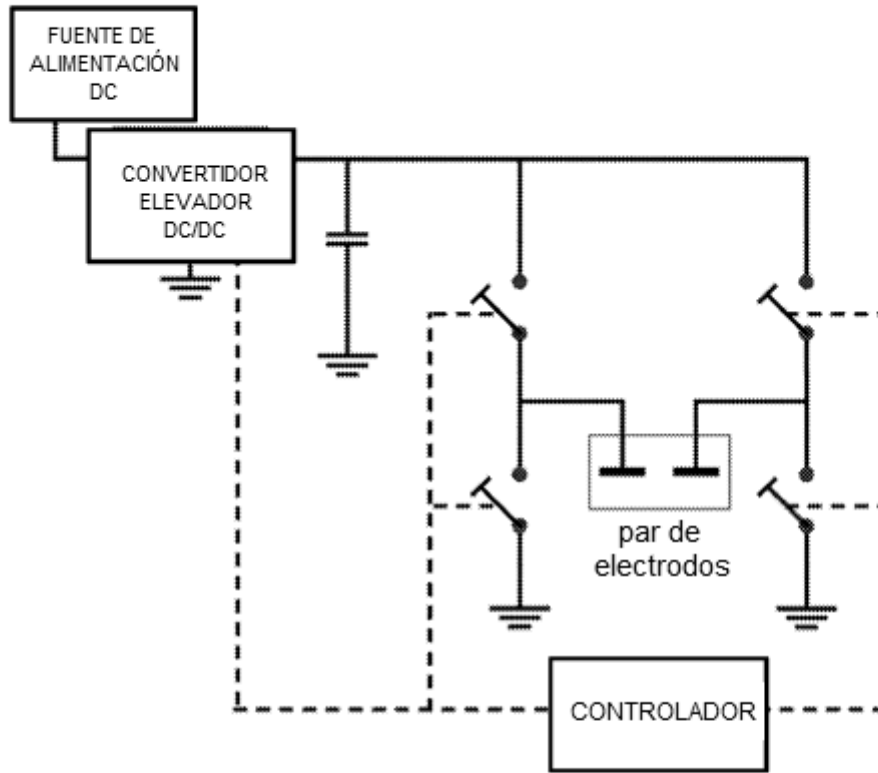 FUENTE DE
ALIMENTACIÓN
DC
CONVERTIDOR
ELEVADOR
DC/DC
par de
electrodos
CONTROLADOR